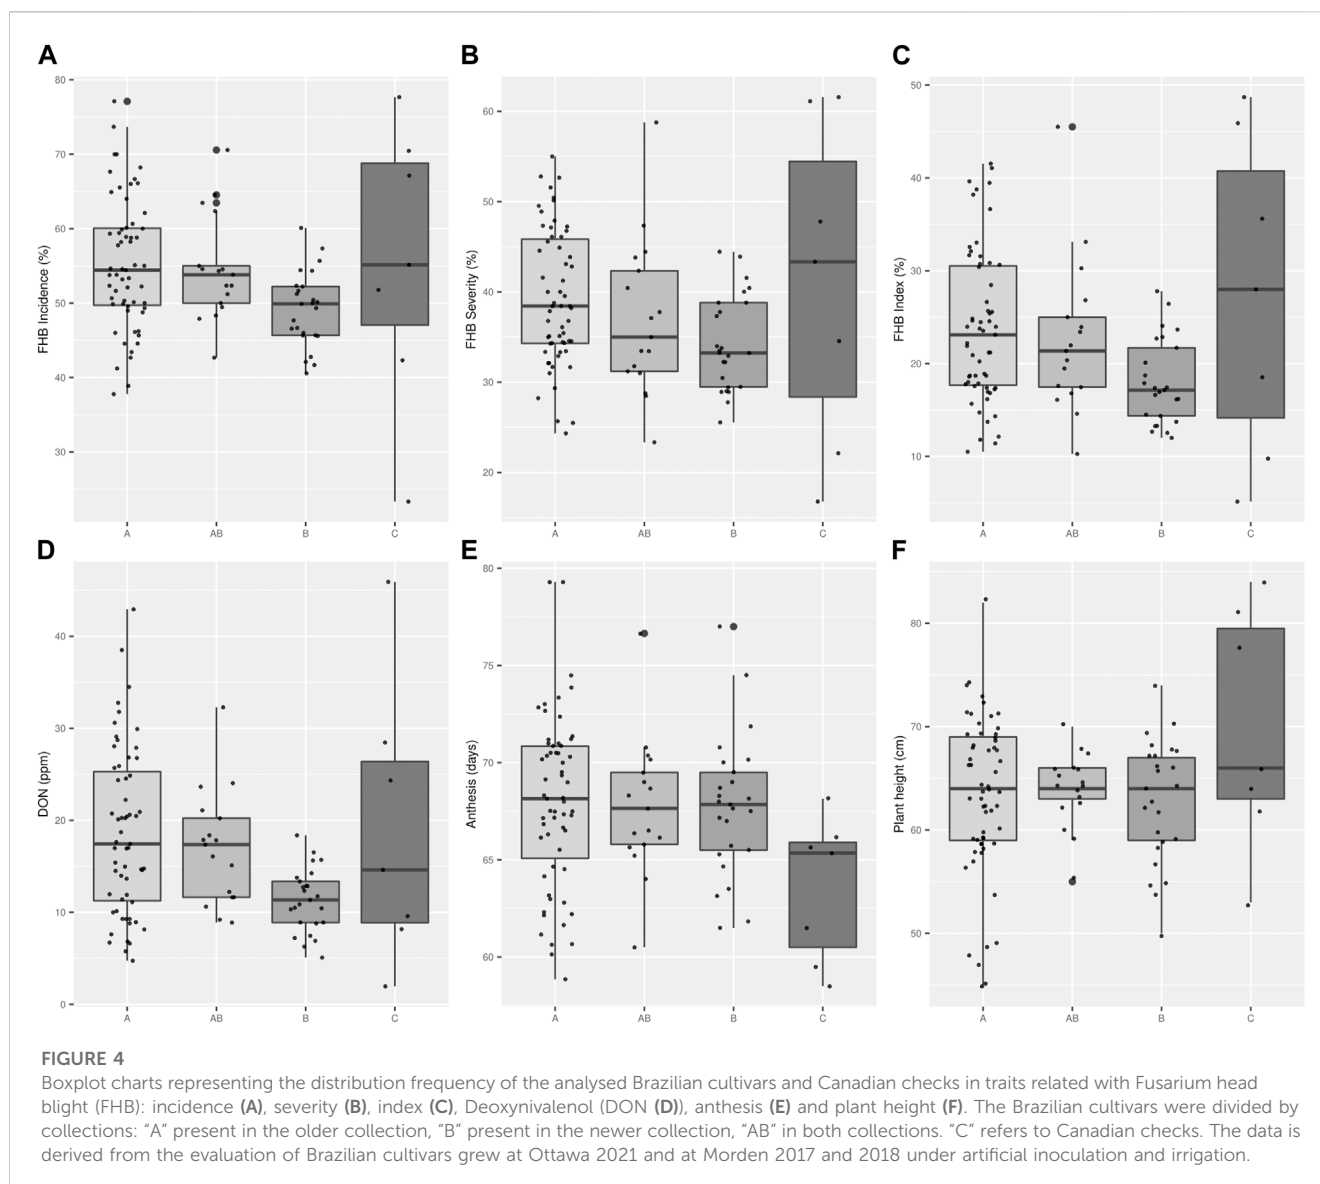 A
FHB Incidence (%)
80
70
60
50
40
30
A AB B C
B
FHB Severity (%)
60
50
40
30
20
A AB B C
C
FHB Index (%)
50
40
30
20
10
A AB B C
D
DON (ppm)
40
30
20
10
0
A AB B C
E
Anthesis (days)
80
75
70
65
60
A AB B C
F
Plant height (cm)
80
70
60
50
A AB B C
FIGURE 4
Boxplot charts representing the distribution frequency of the analysed Brazilian cultivars and Canadian checks in traits related with Fusarium head
blight (FHB): incidence (A), severity (B), index (C), Deoxynivalenol (DON (D)), anthesis (E) and plant height (F). The Brazilian cultivars were divided by
collections: “A” present in the older collection, “B” present in the newer collection, “AB” in both collections. “C” refers to Canadian checks. The data is
derived from the evaluation of Brazilian cultivars grew at Ottawa 2021 and at Morden 2017 and 2018 under artificial inoculation and irrigation.